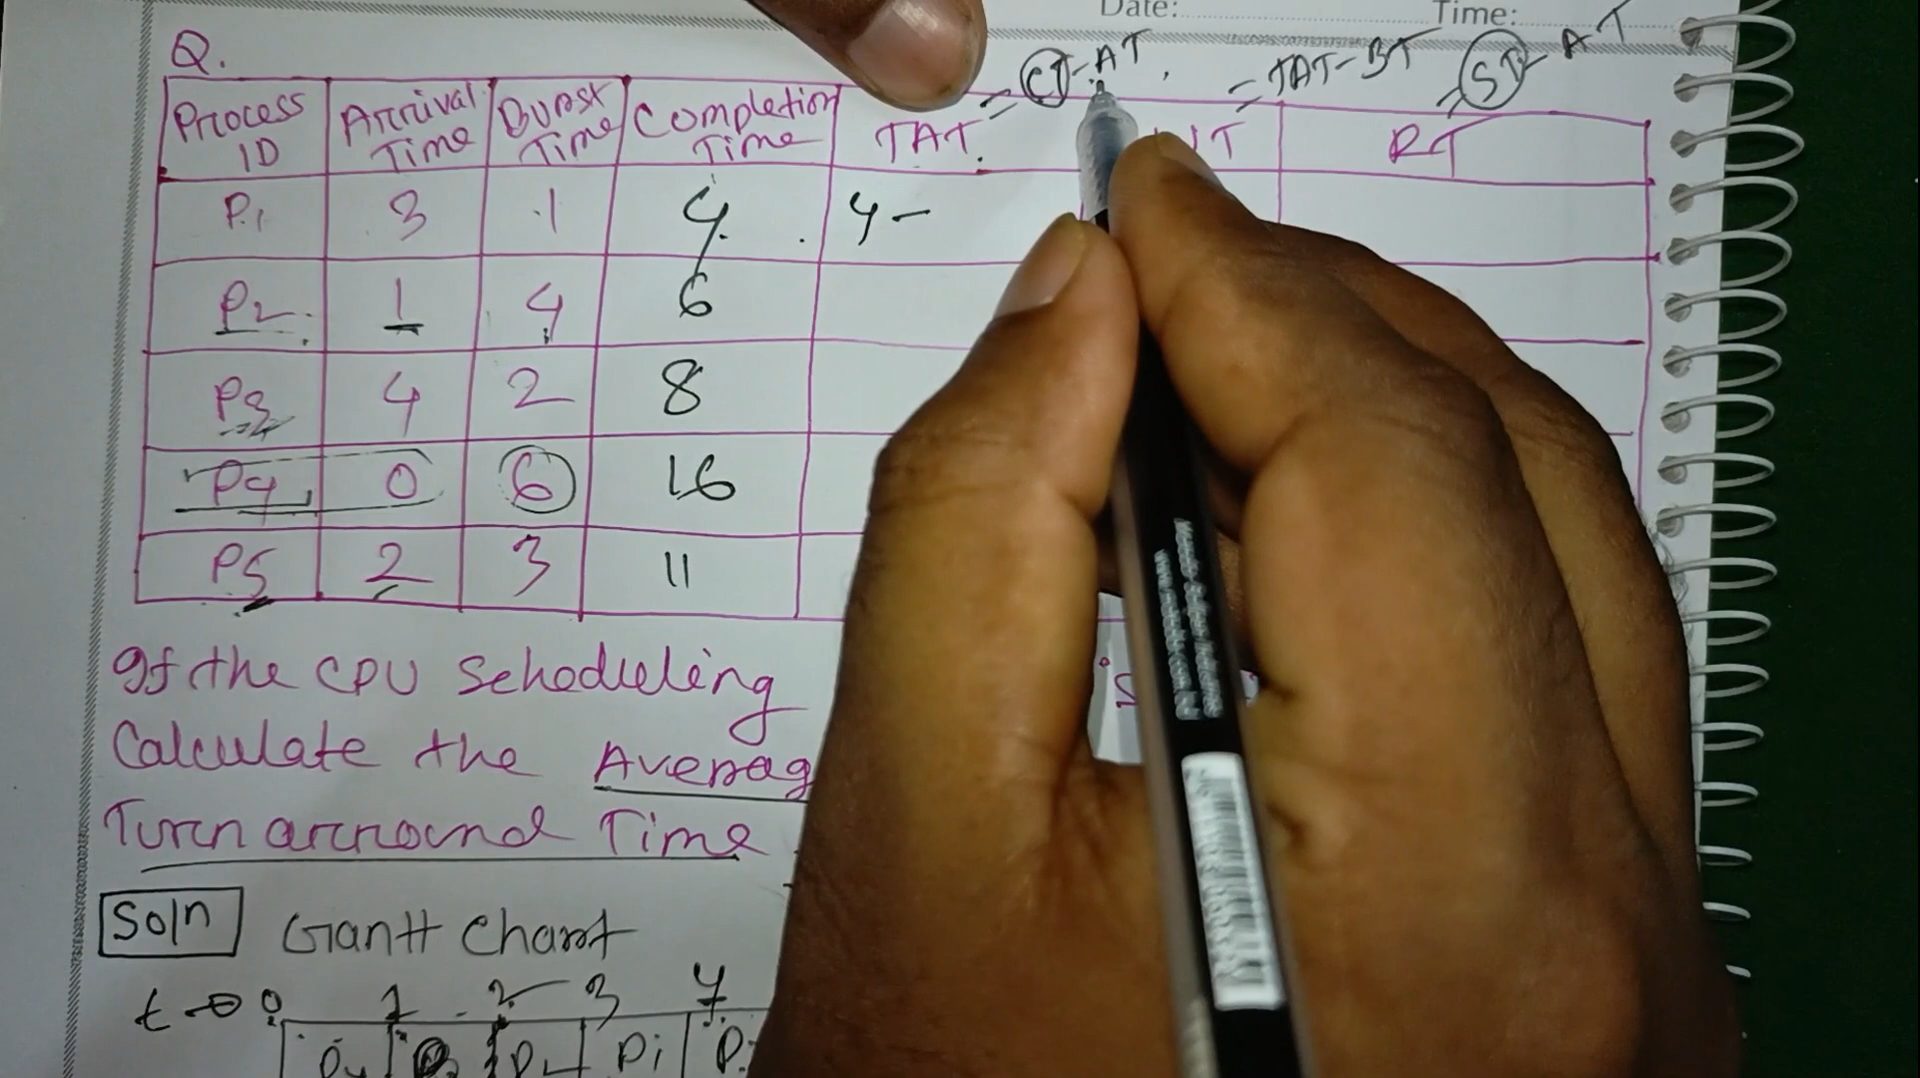 Date: Time:
Q. = CT-AT. = TAT-BT = ST-AT
Process ID Arrival Time Burst Time Completion Time TAT. RT
P1 3 1 4 4 -
P2 1 4 6
P3 4 2 8
P4 0 6 16
P5 2 3 11
If the CPU Scheduling
Calculate the Averag
Turn arround Time
Soln Gantt Chart
t → 0 1 2 3 4
P4 P2 P1